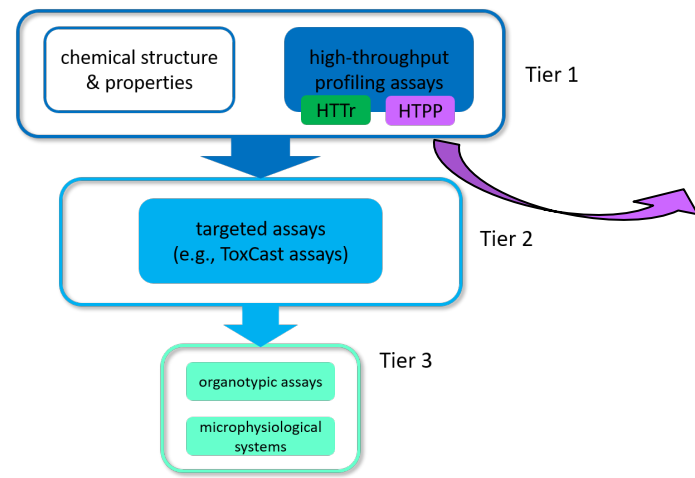 chemical structure
& properties
high-throughput
profiling assays
HTTr
HTPP
Tier 1
targeted assays
(e.g., ToxCast assays)
Tier 2
Tier 3
organotypic assays
microphysiological
systems